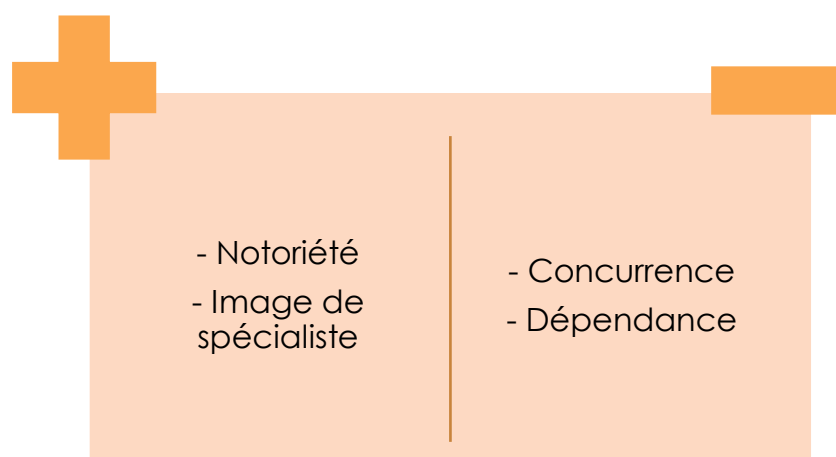 - Notoriété
- Image de
spécialiste
- Concurrence
- Dépendance